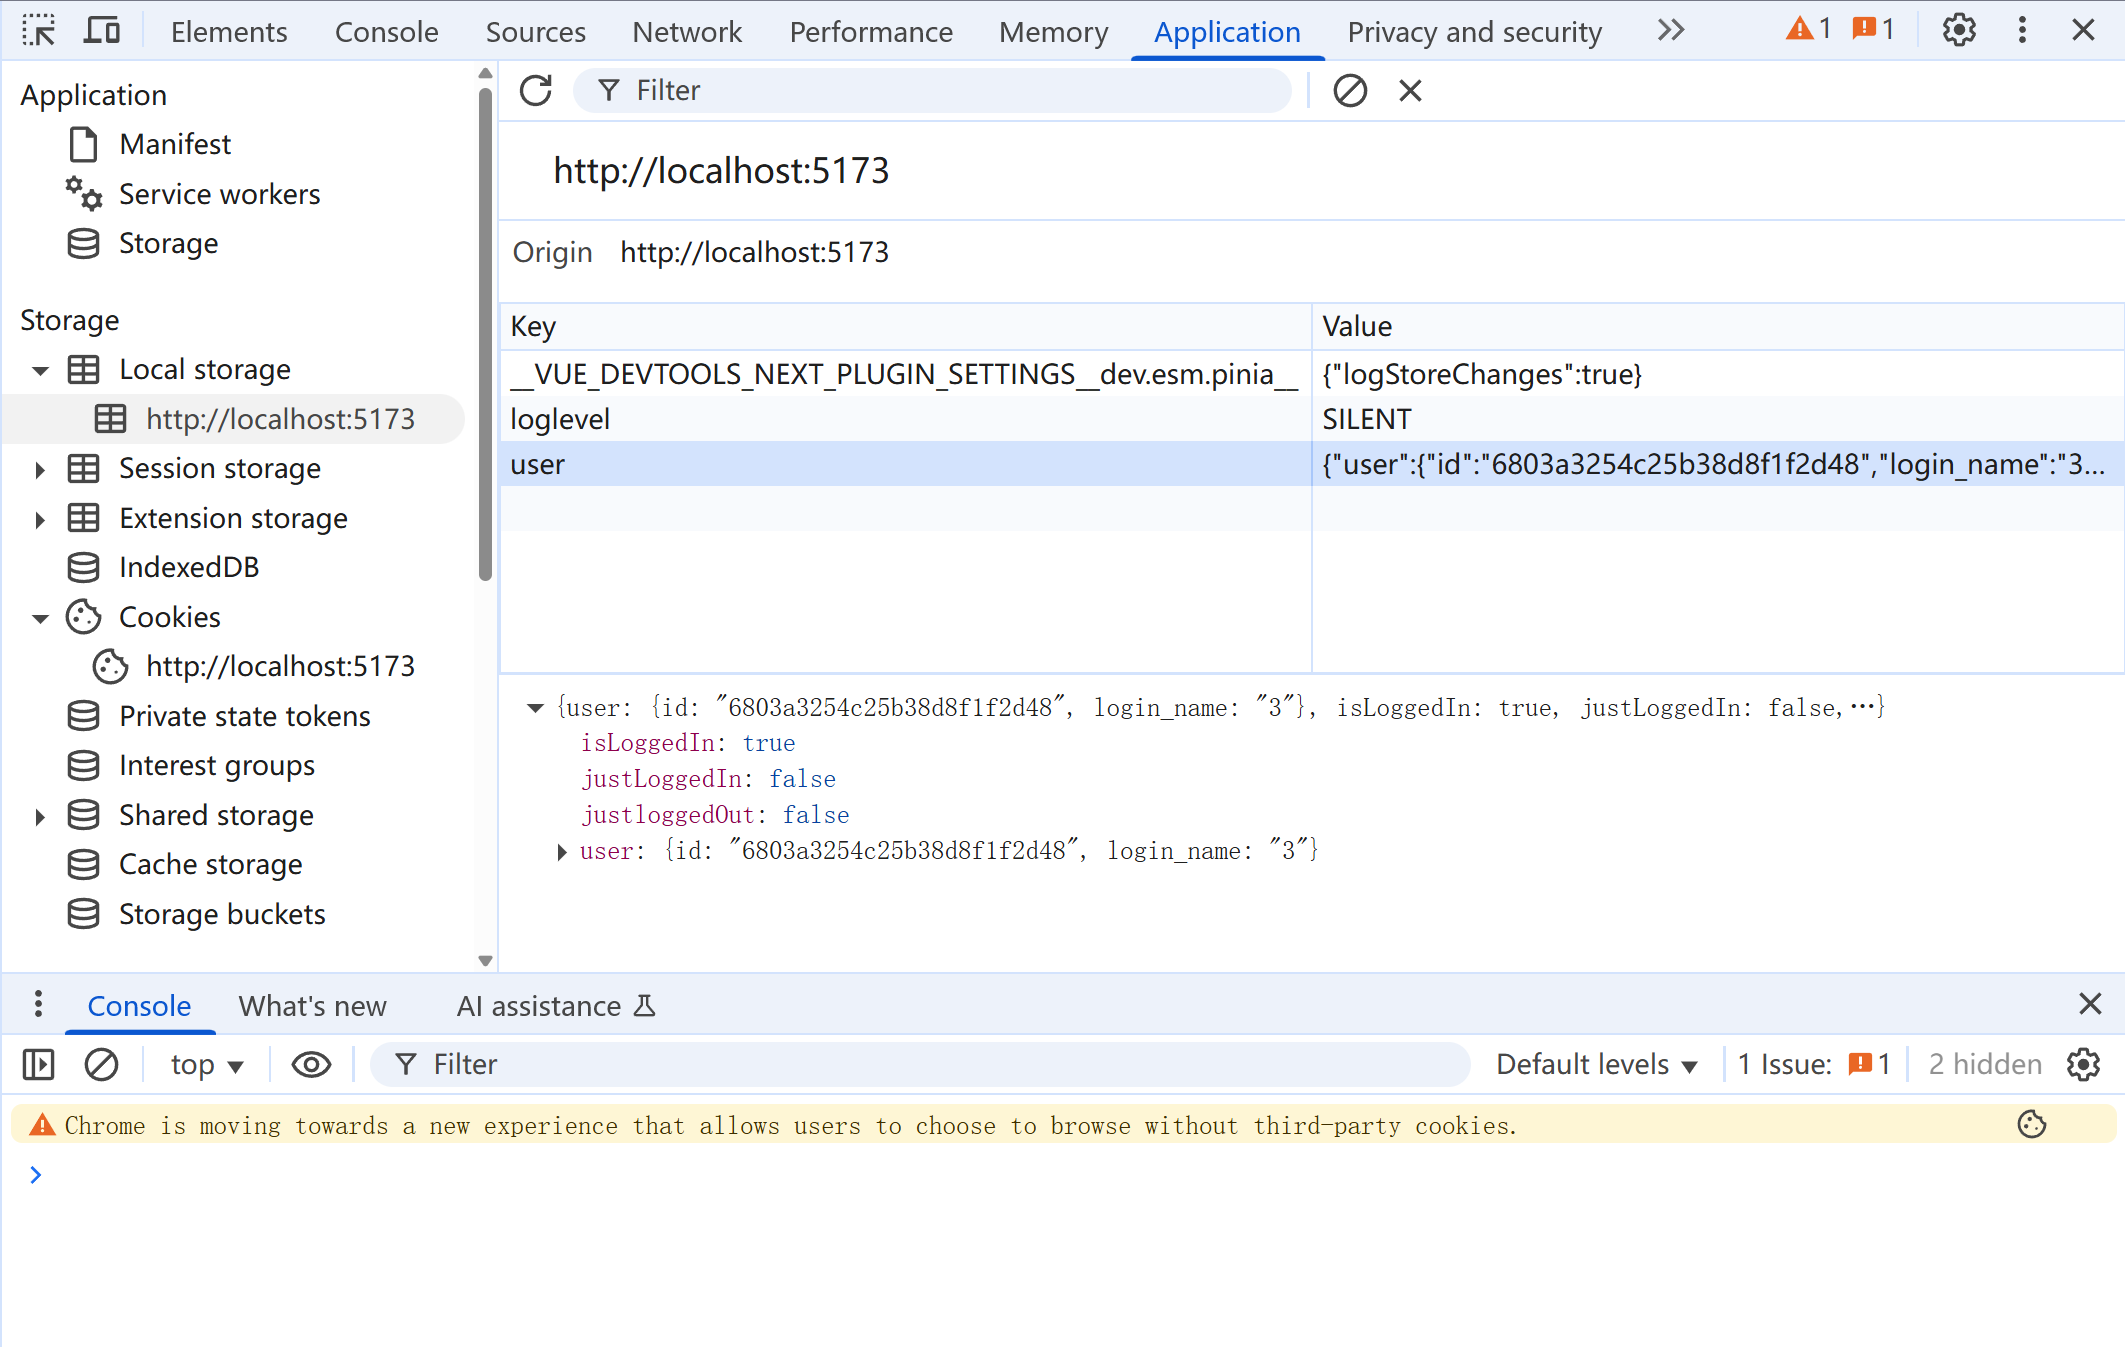 Elements Console Sources Network Performance Memory Application Privacy and security 1 1
Application
Manifest
Service workers
Storage
Storage
Local storage
http://localhost:5173
Session storage
Extension storage
IndexedDB
Cookies
http://localhost:5173
Private state tokens
Interest groups
Shared storage
Cache storage
Storage buckets
Filter
http://localhost:5173
Origin http://localhost:5173
Key Value
__VUE_DEVTOOLS_NEXT_PLUGIN_SETTINGS__dev.esm.pinia__ {"logStoreChanges":true}
loglevel SILENT
user {"user":{"id":"6803a3254c25b38d8f1f2d48","login_name":"3...
{user: {id: "6803a3254c25b38d8f1f2d48", login_name: "3"}, isLoggedIn: true, justLoggedIn: false,…}
isLoggedIn: true
justLoggedIn: false
justloggedOut: false
user: {id: "6803a3254c25b38d8f1f2d48", login_name: "3"}
Console What's new AI assistance
top Filter Default levels 1 Issue: 1 2 hidden
Chrome is moving towards a new experience that allows users to choose to browse without third-party cookies.